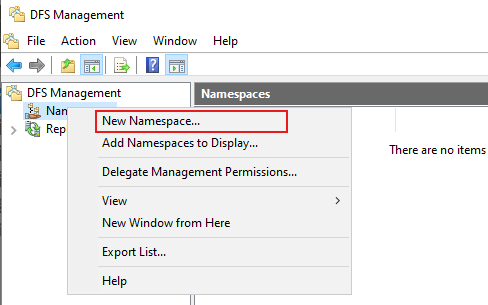 DFS Management
File Action View Window Help
DFS Management
Namespaces
Nan
New Namespace...
Rep
Add Namespaces to Display...
There are no items
Delegate Management Permissions...
View
New Window from Here
Export List...
Help